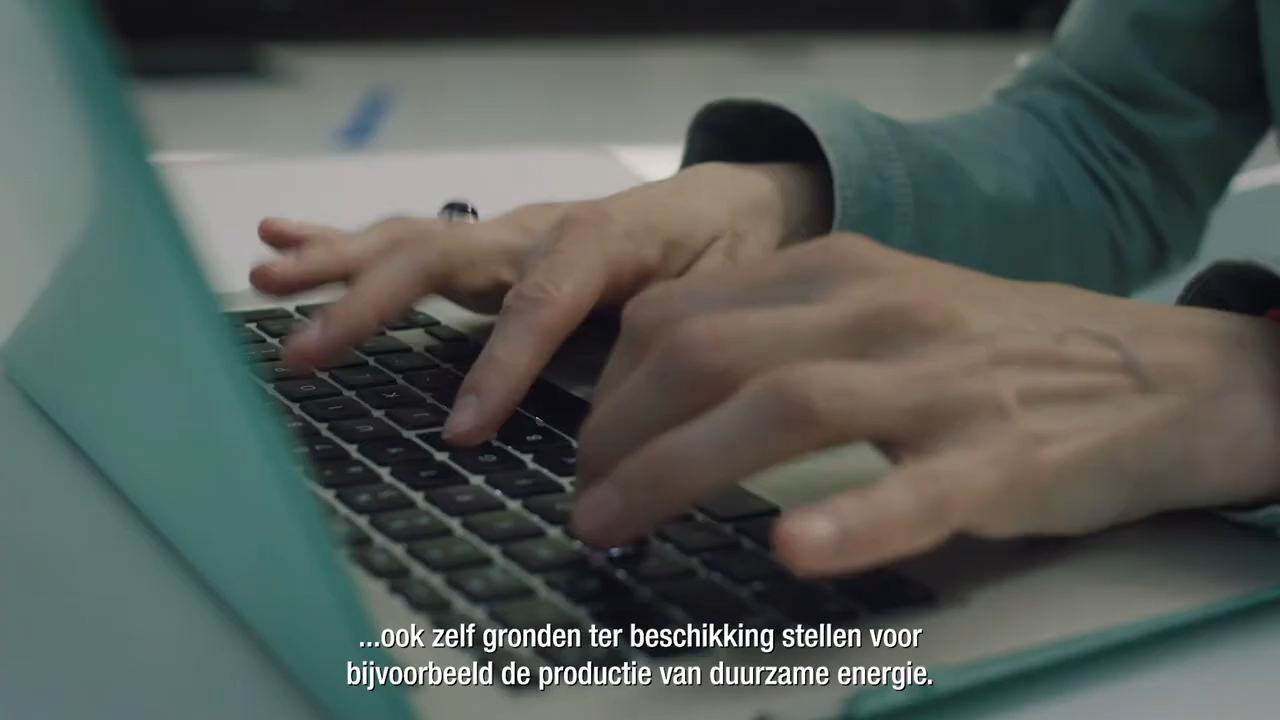 ...ook zelf gronden ter beschikking stellen voor
bijvoorbeeld de productie van duurzame energie.